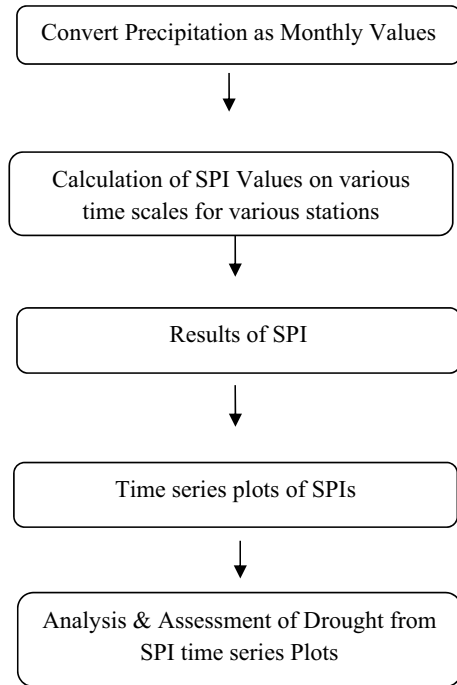 Convert Precipitation as Monthly Values
Calculation of SPI Values on various
time scales for various stations
Results of SPI
Time series plots of SPIs
Analysis & Assessment of Drought from
SPI time series Plots